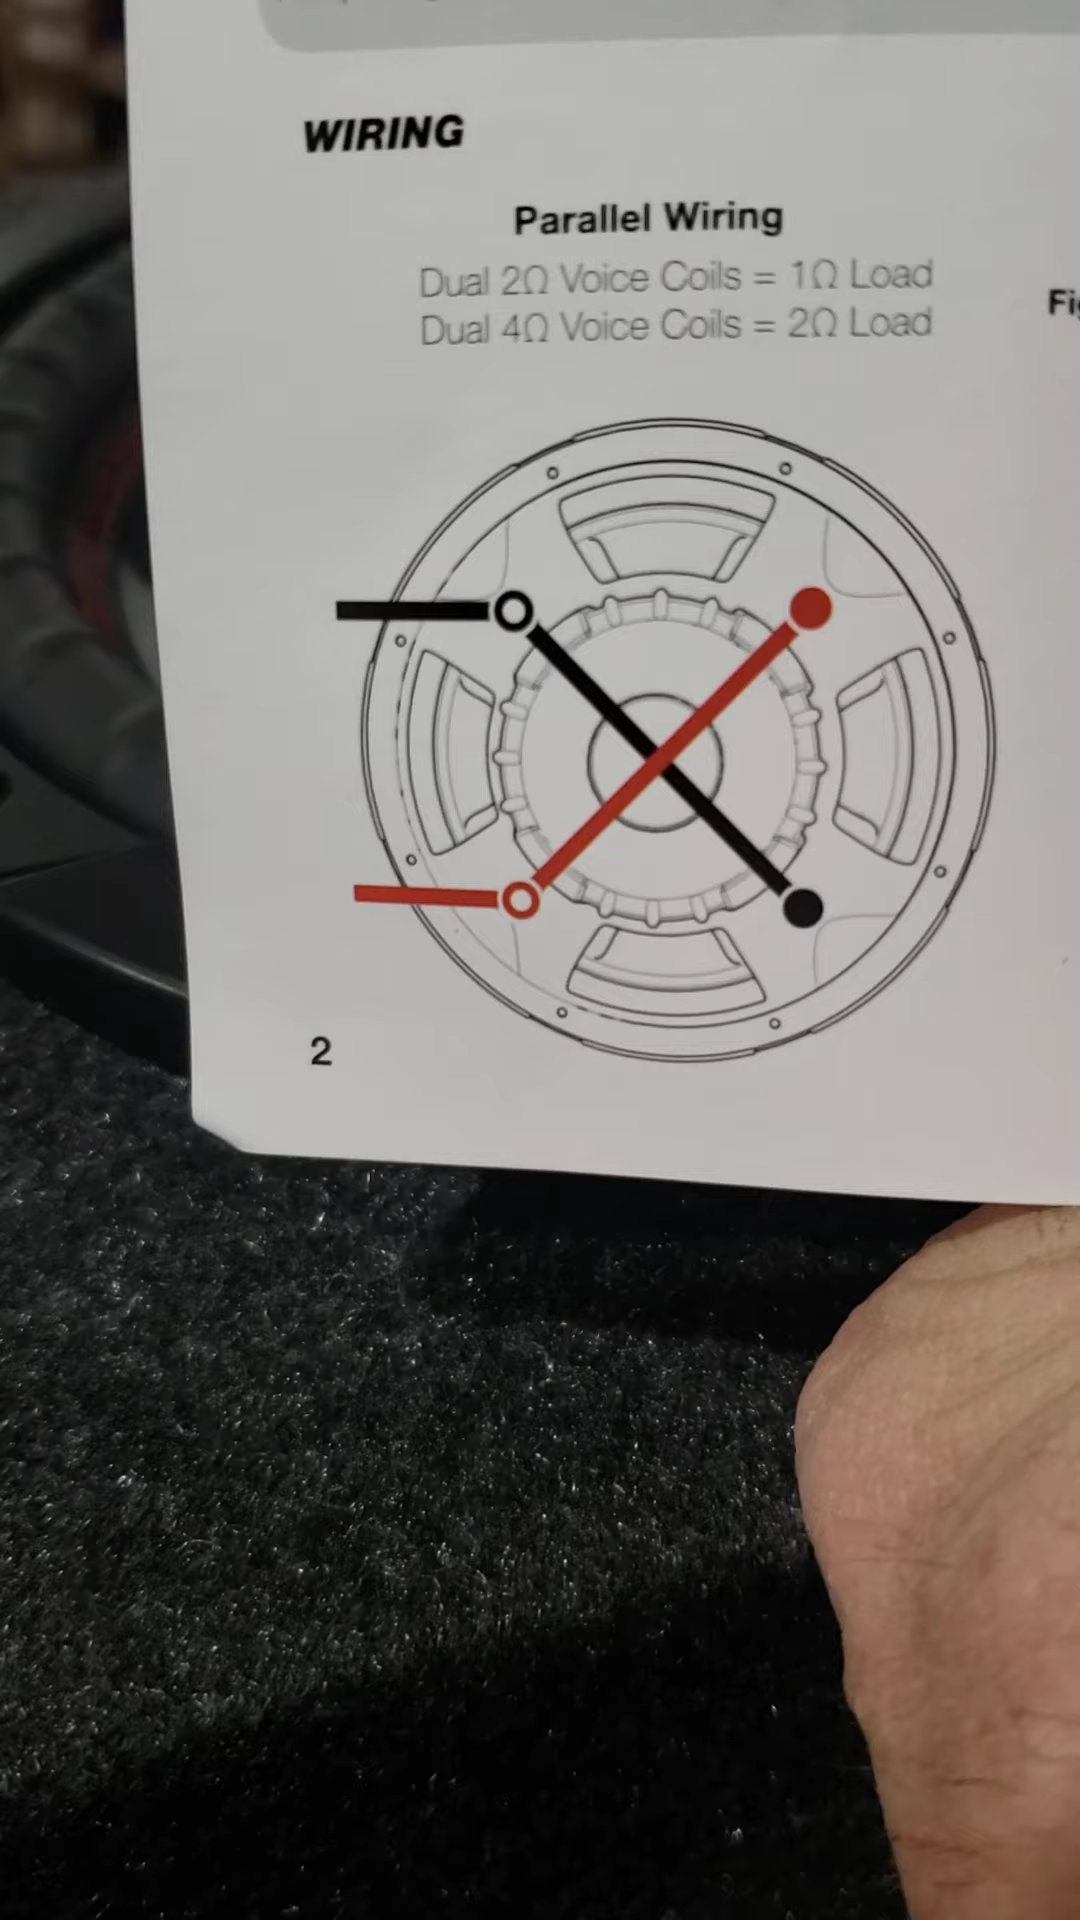 WIRING
Parallel Wiring
Dual 2Ω Voice Coils = 1Ω Load
Dual 4Ω Voice Coils = 2Ω Load
2